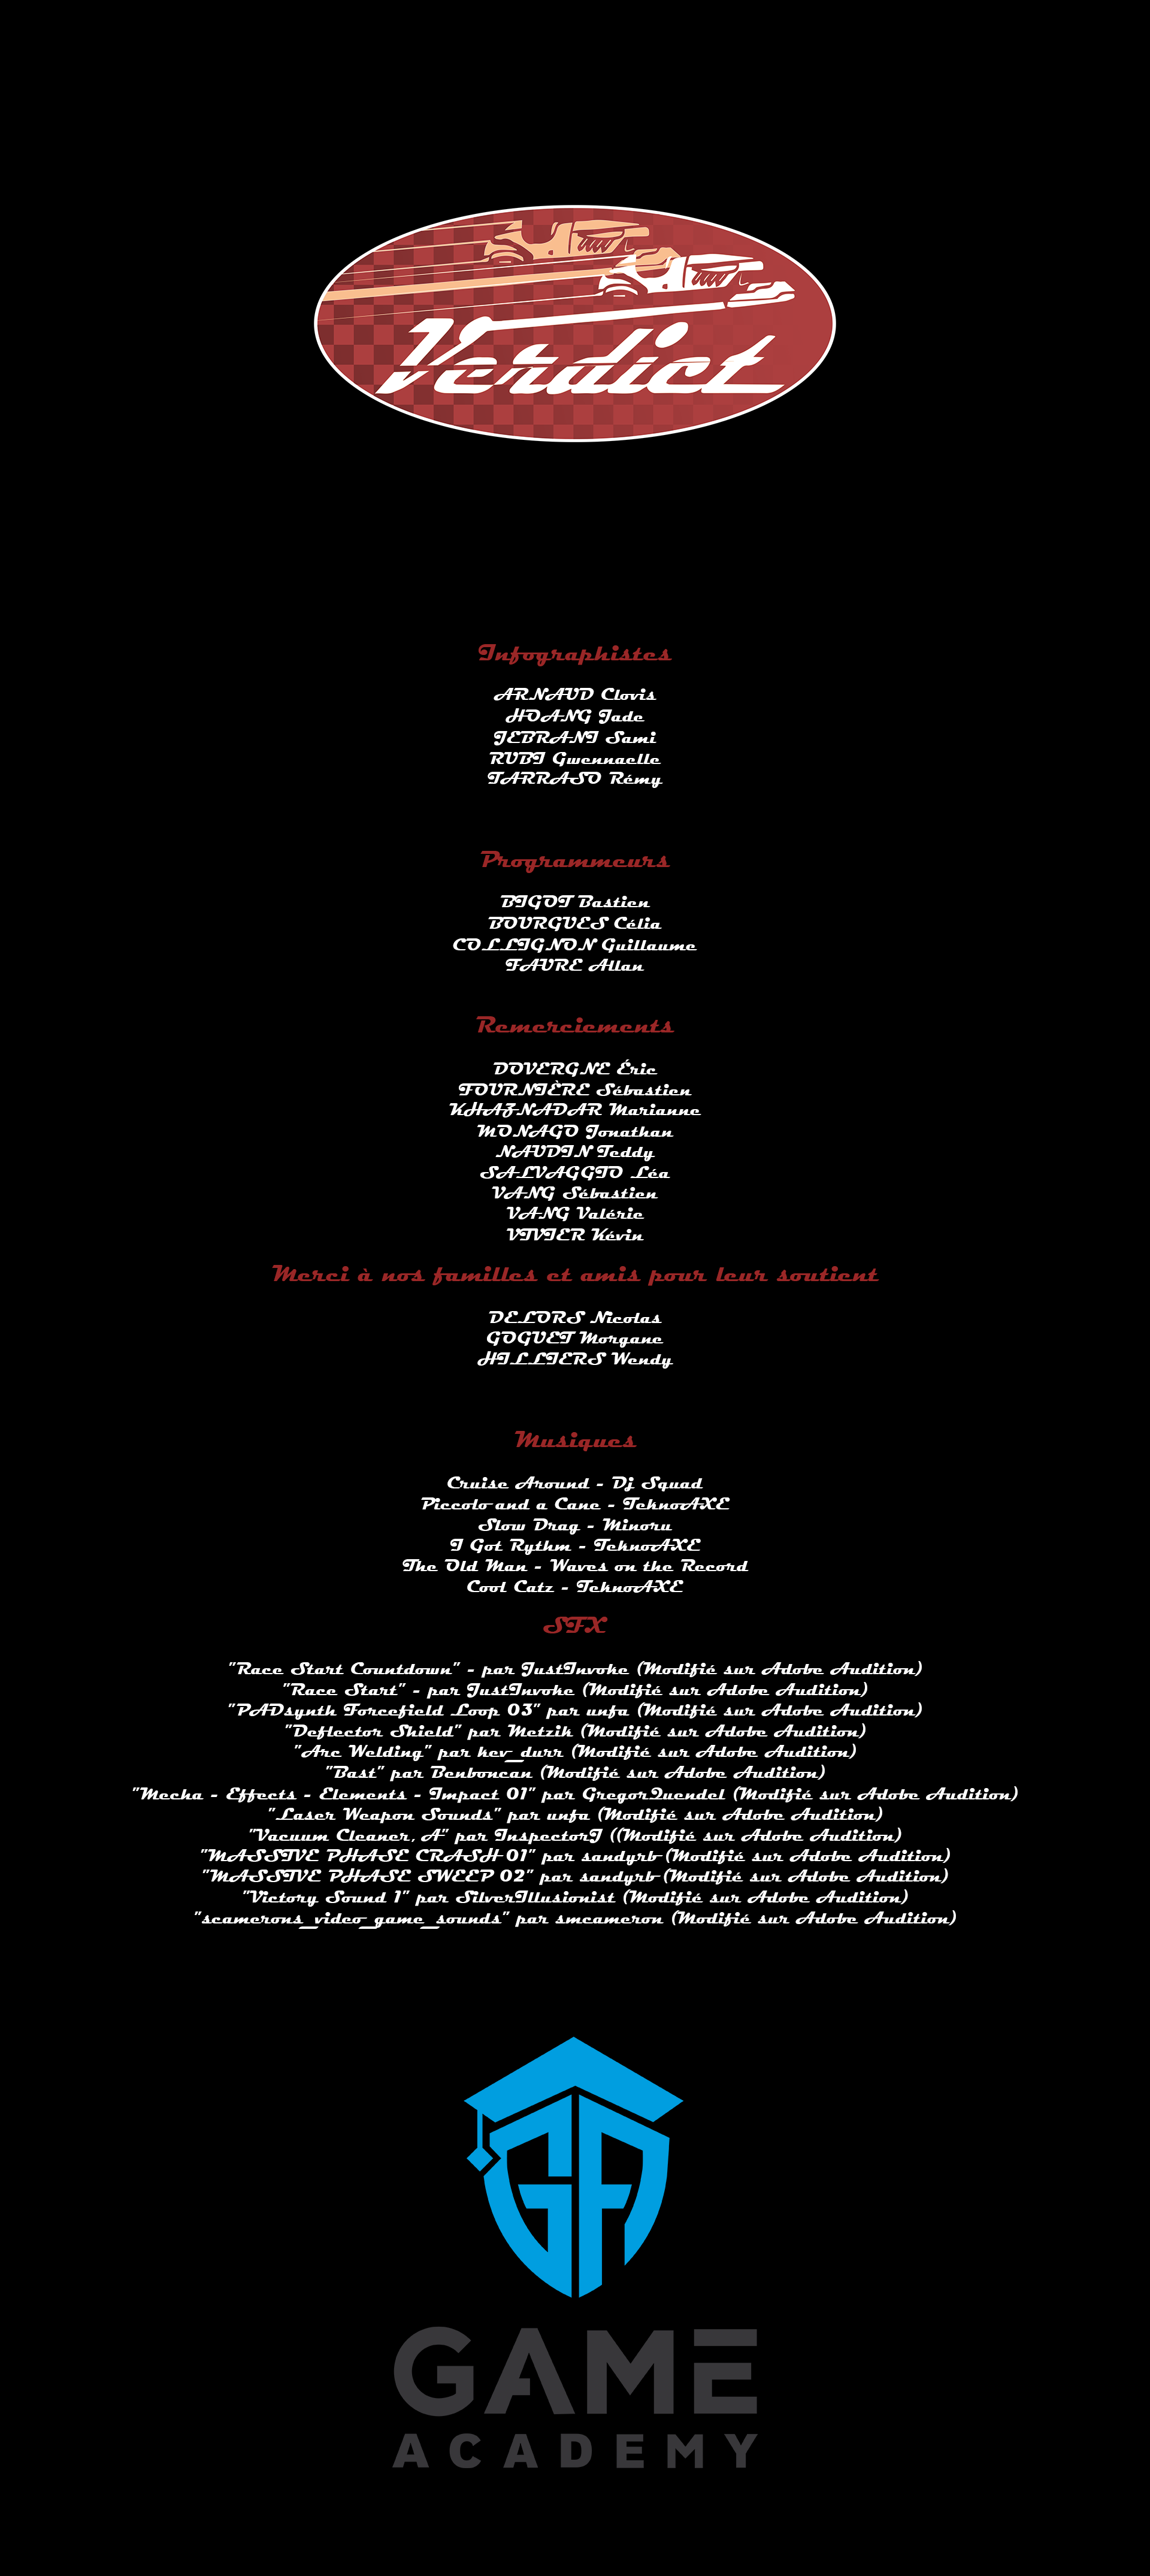 Verdict
Infographistes
ARNAUD Clovis
HOANG Jade
JEBRANI Sami
RUBI Gwennaelle
TARRASO Rémy
Programmeurs
BIGOT Bastien
BOURGUES Célia
COLLIGNON Guillaume
FAVRE Allan
Remerciements
DOVERGNE Éric
FOURNIÈRE Sébastien
KHAZNADAR Marianne
MONAGO Jonathan
NAUDIN Teddy
SALVAGGIO Léa
VANG Sébastien
VANG Valérie
VIVIER Kévin
Merci à nos familles et amis pour leur soutient
DELORS Nicolas
GOGUET Morgane
HILLIERS Wendy
Musiques
Cruise Around - Dj Squad
Piccolo and a Cane - TeknoAXE
Slow Drag - Minoru
I Got Rythm - TeknoAXE
The Old Man - Waves on the Record
Cool Catz - TeknoAXE
SFX
"Race Start Countdown" - par JustInvoke (Modifié sur Adobe Audition)
"Race Start" - par JustInvoke (Modifié sur Adobe Audition)
"PADsynth Forcefield Loop 03" par unfa (Modifié sur Adobe Audition)
"Deflector Shield" par Metzik (Modifié sur Adobe Audition)
"Arc Welding" par kev_durr (Modifié sur Adobe Audition)
"Bast" par Benboncan (Modifié sur Adobe Audition)
"Mecha - Effects - Elements - Impact 01" par GregorQuendel (Modifié sur Adobe Audition)
"Laser Weapon Sounds" par unfa (Modifié sur Adobe Audition)
"Vacuum Cleaner, A" par InspectorJ ((Modifié sur Adobe Audition)
"MASSIVE PHASE CRASH 01" par sandyrb (Modifié sur Adobe Audition)
"MASSIVE PHASE SWEEP 02" par sandyrb (Modifié sur Adobe Audition)
"Victory Sound 1" par SilverIllusionist (Modifié sur Adobe Audition)
"scamerons_video_game_sounds" par smcameron (Modifié sur Adobe Audition)
GA
GAME
ACADEMY